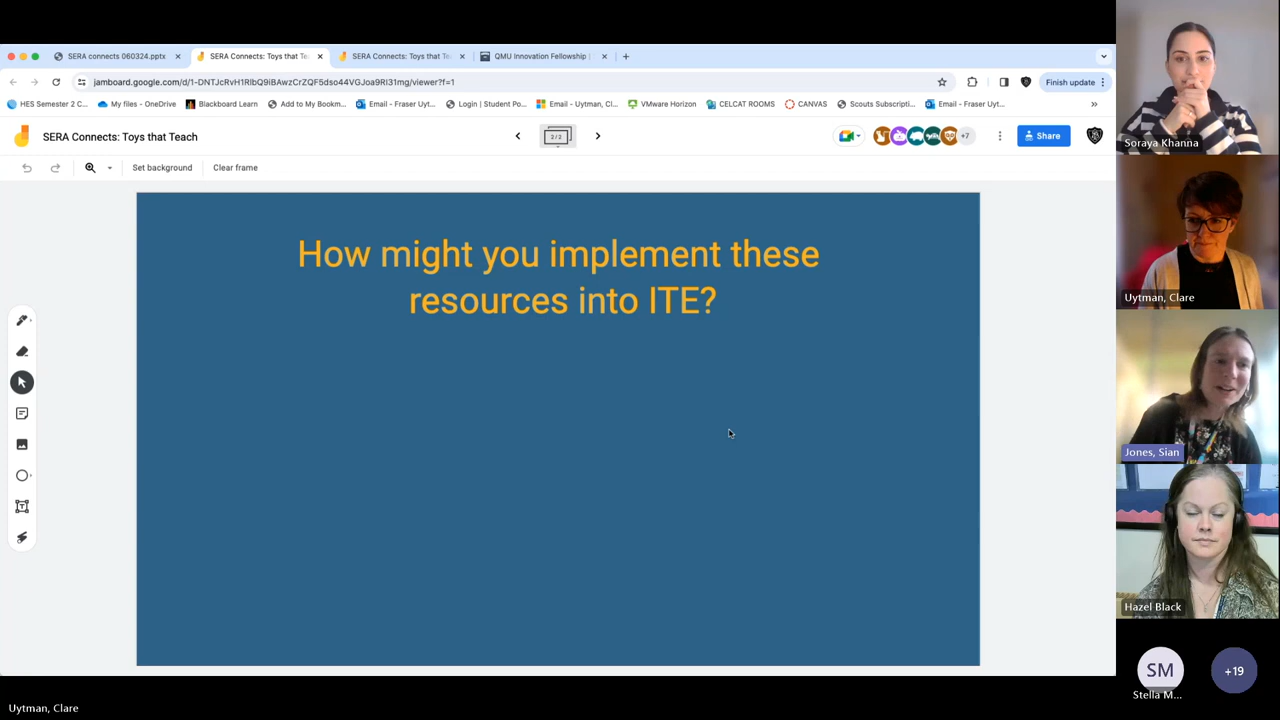 SERA connects 060324.pptx
SERA Connects: Toys that Te
SERA Connects: Toys that Te
QMU Innovation Fellowship |
jamboard.google.com/d/1-DNTJcRvH1RlbQ9iBAwzCrZQF5dso44VGJoa9Rl31mg/viewer?f=1
Finish update
HES Semester 2 C...
My files - OneDrive
Blackboard Learn
Add to My Bookm...
Email - Fraser Uyt...
Login | Student Po...
Email - Uytman, Cl...
VMware Horizon
CELCAT ROOMS
CANVAS
Scouts Subscripti...
Email - Fraser Uyt...
SERA Connects: Toys that Teach
2 / 2
+7
Share
Set background
Clear frame
How might you implement these
resources into ITE?
Soraya Khanna
Uytman, Clare
Jones, Sian
Hazel Black
SM
Stella M...
+19
Uytman, Clare